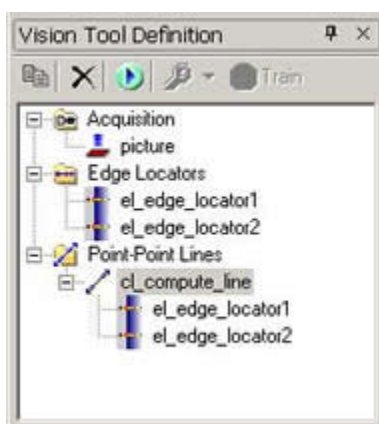 Vision Tool Definition
Train
Acquisition
picture
Edge Locators
el_edge_locator1
el_edge_locator2
Point-Point Lines
cl_compute_line
el_edge_locator1
el_edge_locator2